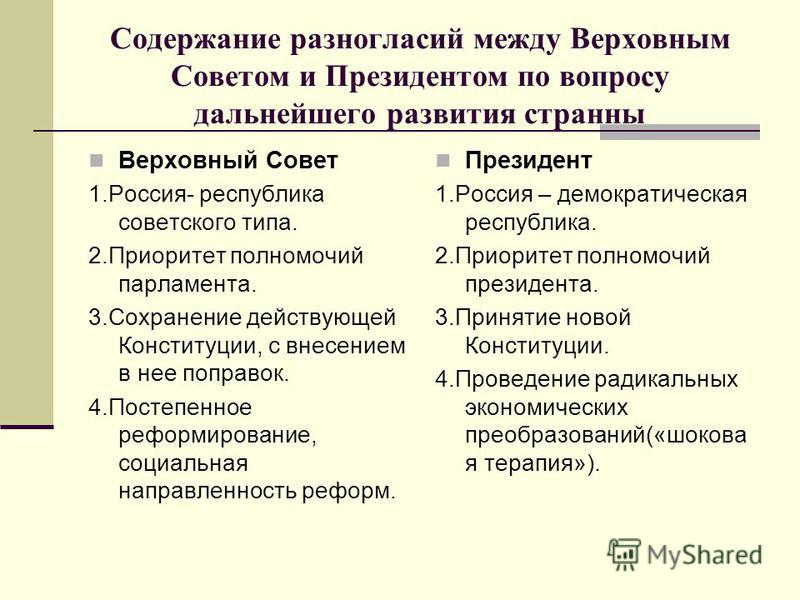 Содержание разногласий между Верховным
Советом и Президентом по вопросу
дальнейшего развития странны
Верховный Совет
1.Россия- республика
советского типа.
2.Приоритет полномочий
парламента.
3.Сохранение действующей
Конституции, с внесением
в нее поправок.
4.Постепенное
реформирование,
социальная
направленность реформ.
Президент
1.Россия – демократическая
республика.
2.Приоритет полномочий
президента.
3.Принятие новой
Конституции.
4.Проведение радикальных
экономических
преобразований(«шокова
я терапия»).
MyShared